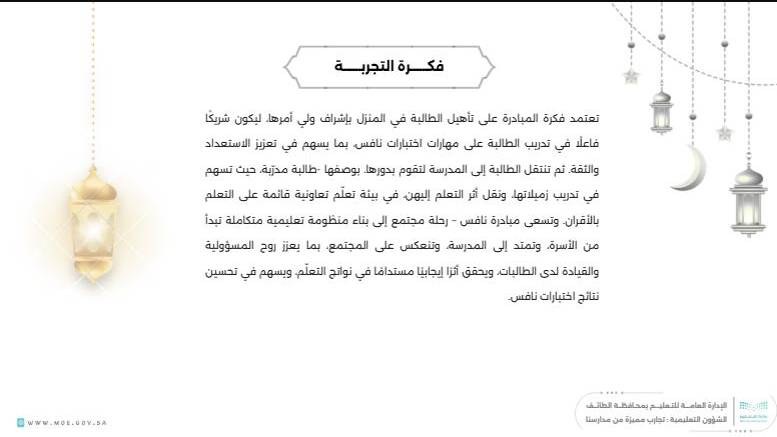 فكرة التجربة
تعتمد فكرة المبادرة على تأهيل الطالبة في المنزل بإشراف ولي أمرها، ليكون شريكًا
فاعلًا في تدريب الطالبة على مهارات اختبارات نافس، بما يسهم في تعزيز الاستعداد
والثقة. ثم تنتقل الطالبة إلى المدرسة لتقوم بدورها، بوصفها -طالبة مدرّبة، حيث تسهم
في تدريب زميلاتها، ونقل أثر التعلم إليهن، في بيئة تعلّم تعاونية قائمة على التعلم
بالأقران. وتسعى مبادرة نافس – رحلة مجتمع إلى بناء منظومة تعليمية متكاملة تبدأ
من الأسرة، وتمتد إلى المدرسة، وتنعكس على المجتمع، بما يعزز روح المسؤولية
والقيادة لدى الطالبات، ويحقق أثرًا إيجابيًا مستدامًا في نواتج التعلّم، ويسهم في تحسين
نتائج اختبارات نافس.
الإدارة العامة للتعليم بمحافظة الطائف
الشؤون التعليمية : تجارب مميزة من مدارسنا
WWW.MOE.GOV.SA